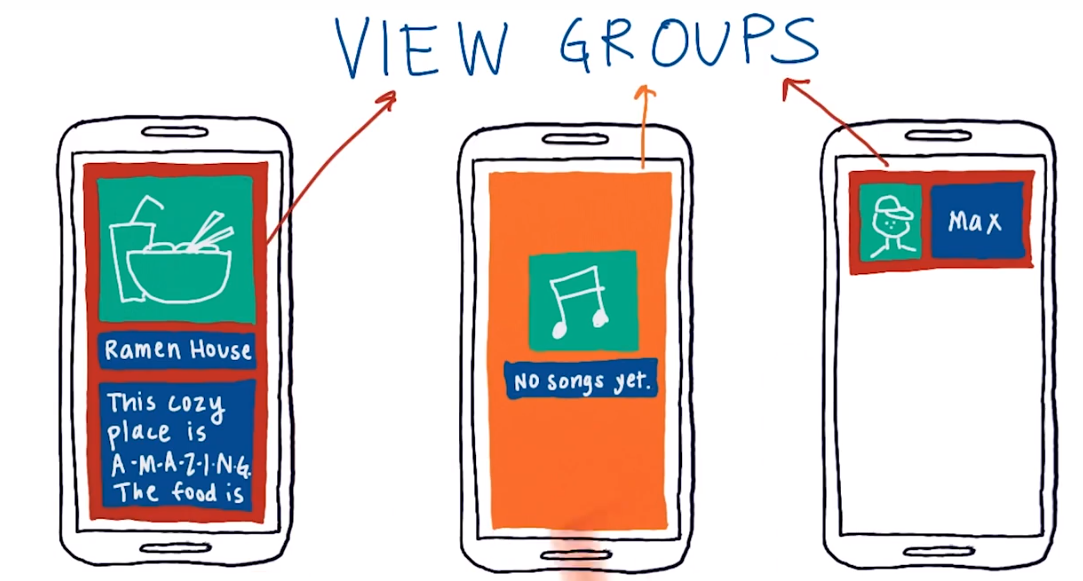 VIEW GROUPS
Ramen House
This cozy
place is
A-M-A-Z-I-N-G.
The food is
No songs yet.
Max